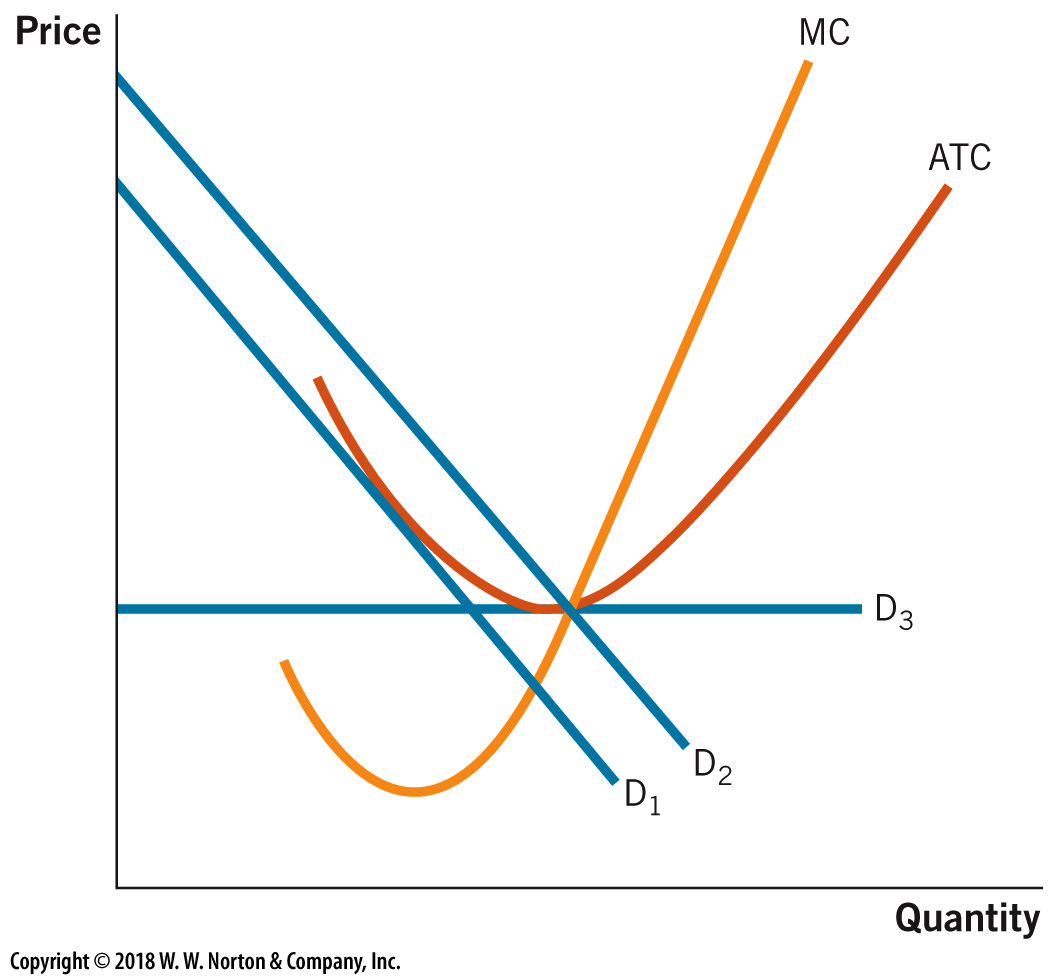 Price
MC
ATC
D3
D2
D1
Quantity
Copyright © 2018 W. W. Norton & Company, Inc.